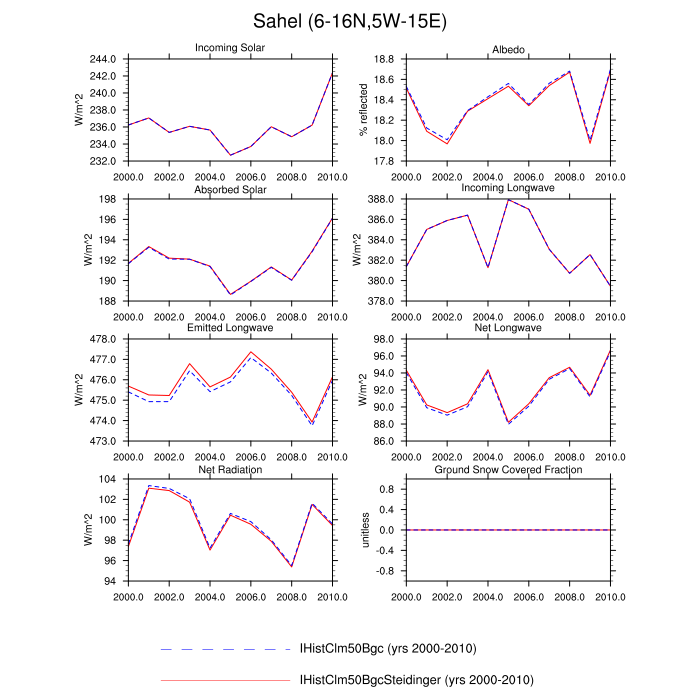 Sahel (6-16N,5W-15E)
Incoming Solar
Albedo
W/m^2
244.0
242.0
240.0
238.0
236.0
234.0
232.0
2000.0 2002.0 2004.0 2006.0 2008.0 2010.0
% reflected
18.8
18.6
18.4
18.2
18.0
17.8
2000.0 2002.0 2004.0 2006.0 2008.0 2010.0
Absorbed Solar
Incoming Longwave
W/m^2
198
196
194
192
190
188
2000.0 2002.0 2004.0 2006.0 2008.0 2010.0
W/m^2
388.0
386.0
384.0
382.0
380.0
378.0
2000.0 2002.0 2004.0 2006.0 2008.0 2010.0
Emitted Longwave
Net Longwave
W/m^2
478.0
477.0
476.0
475.0
474.0
473.0
2000.0 2002.0 2004.0 2006.0 2008.0 2010.0
W/m^2
98.0
96.0
94.0
92.0
90.0
88.0
86.0
2000.0 2002.0 2004.0 2006.0 2008.0 2010.0
Net Radiation
Ground Snow Covered Fraction
W/m^2
104
102
100
98
96
94
2000.0 2002.0 2004.0 2006.0 2008.0 2010.0
unitless
0.8
0.4
0.0
-0.4
-0.8
2000.0 2002.0 2004.0 2006.0 2008.0 2010.0
IHistClm50Bgc (yrs 2000-2010)
IHistClm50BgcSteidinger (yrs 2000-2010)